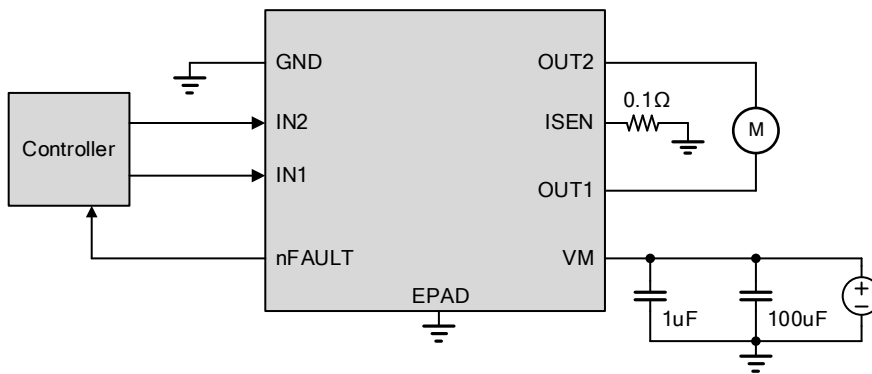 GND
OUT2
0.1Ω
IN2
ISEN
M
Controller
IN1
OUT1
nFAULT
VM
EPAD
1uF
100uF
+
−